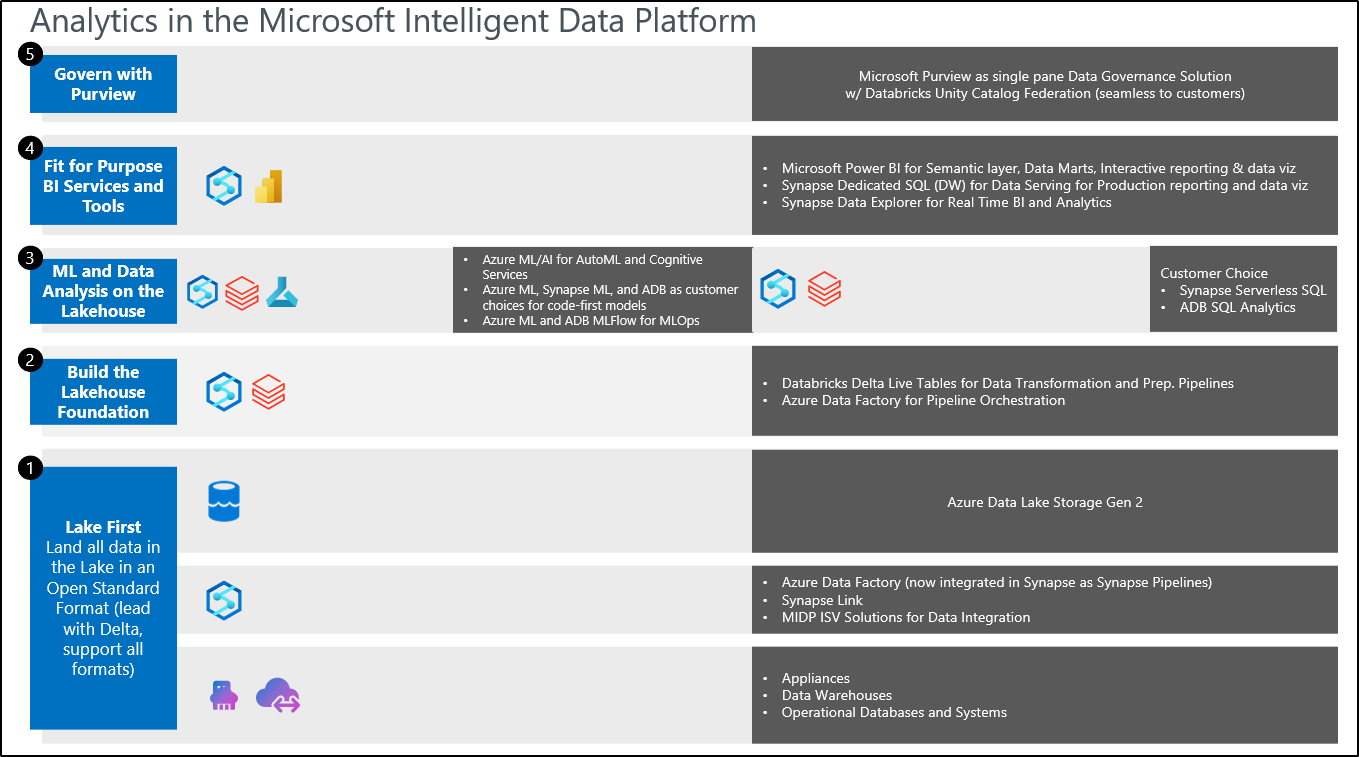 Analytics in the Microsoft Intelligent Data Platform
5
Govern with
Purview
Microsoft Purview as single pane Data Governance Solution
w/ Databricks Unity Catalog Federation (seamless to customers)
4
Fit for Purpose
BI Services and
Tools
• Microsoft Power BI for Semantic layer, Data Marts, Interactive reporting & data viz
• Synapse Dedicated SQL (DW) for Data Serving for Production reporting and data viz
• Synapse Data Explorer for Real Time BI and Analytics
3
ML and Data
Analysis on the
Lakehouse
• Azure ML/AI for AutoML and Cognitive
Services
• Azure ML, Synapse ML, and ADB as customer
choices for code-first models
• Azure ML and ADB MLFlow for MLOps
Customer Choice
• Synapse Serverless SQL
• ADB SQL Analytics
2
Build the
Lakehouse
Foundation
• Databricks Delta Live Tables for Data Transformation and Prep. Pipelines
• Azure Data Factory for Pipeline Orchestration
1
Lake First
Land all data in
the Lake in an
Open Standard
Format (lead
with Delta,
support all
formats)
Azure Data Lake Storage Gen 2
• Azure Data Factory (now integrated in Synapse as Synapse Pipelines)
• Synapse Link
• MIDP ISV Solutions for Data Integration
• Appliances
• Data Warehouses
• Operational Databases and Systems